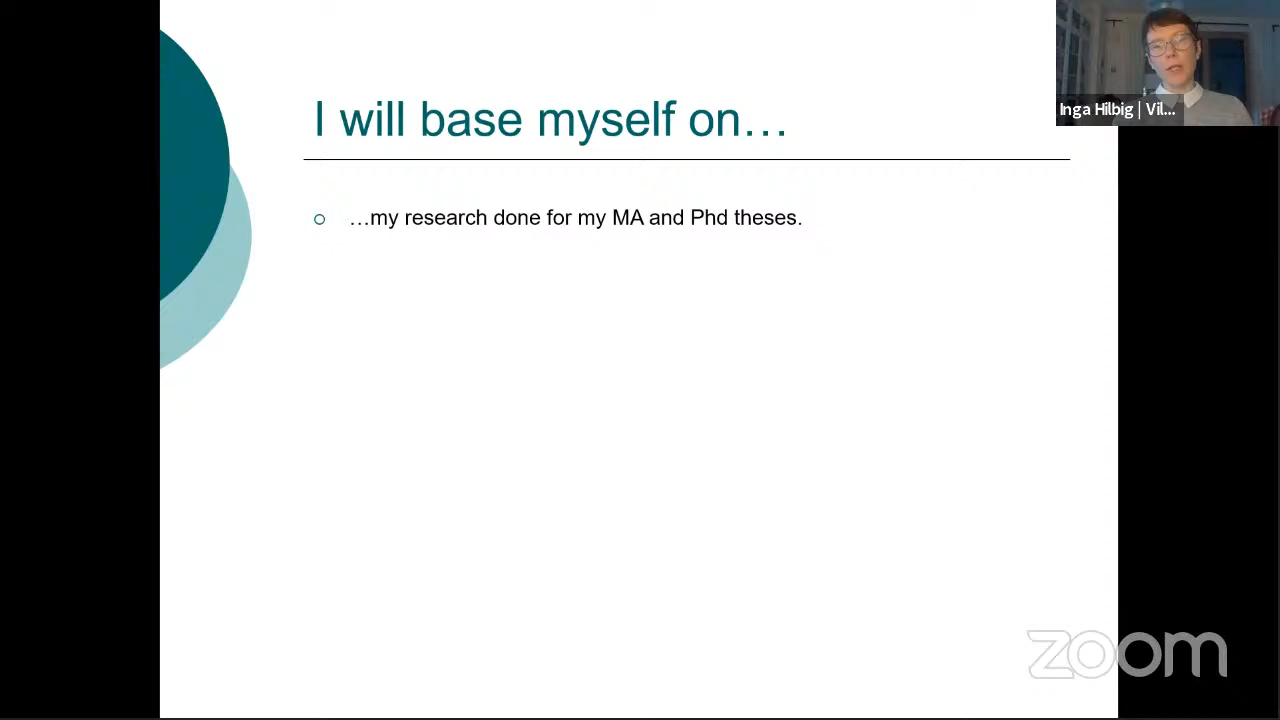 I will base myself on…
…my research done for my MA and Phd theses.
Inga Hilbig | Vil...
zoom